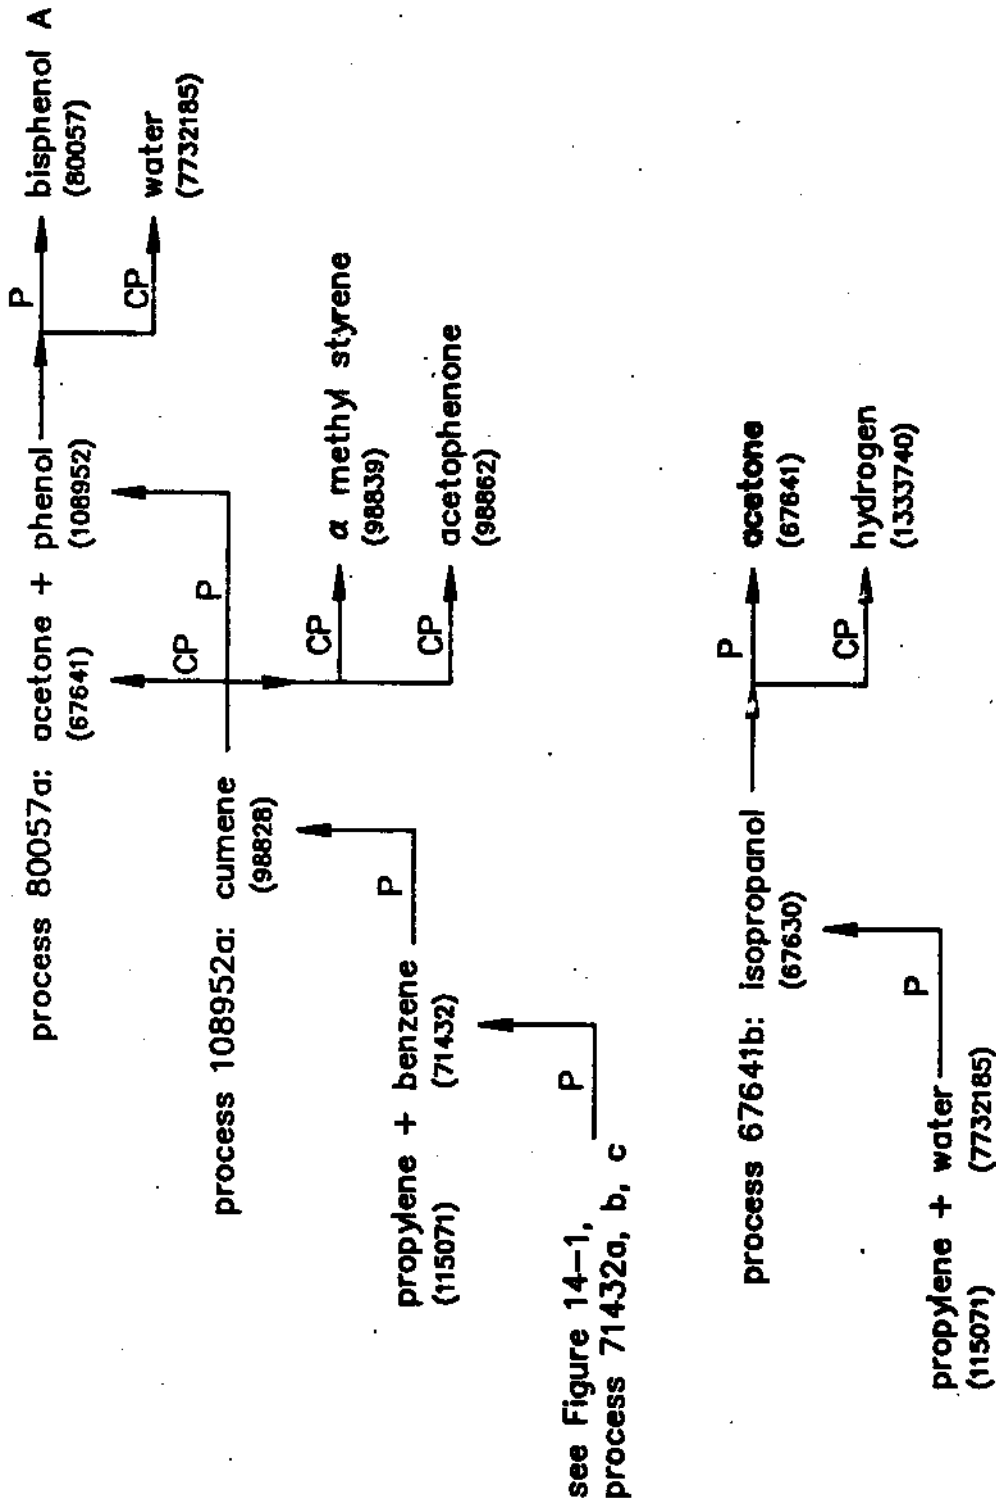 process 80057a: acetone + phenol
(67641)
(108952)
P
bisphenol A
(80057)
CP
water
(7732185)
process 108952a: cumene
(98828)
CP
P
CP
α methyl styrene
(98839)
CP
acetophenone
(98862)
propylene + benzene
(115071)
(71432)
P
see Figure 14-1,
process 71432a, b, c
P
process 67641b: isopropanol
(67630)
P
acetone
(67641)
CP
hydrogen
(1333740)
propylene + water
(115071)
(7732185)
P